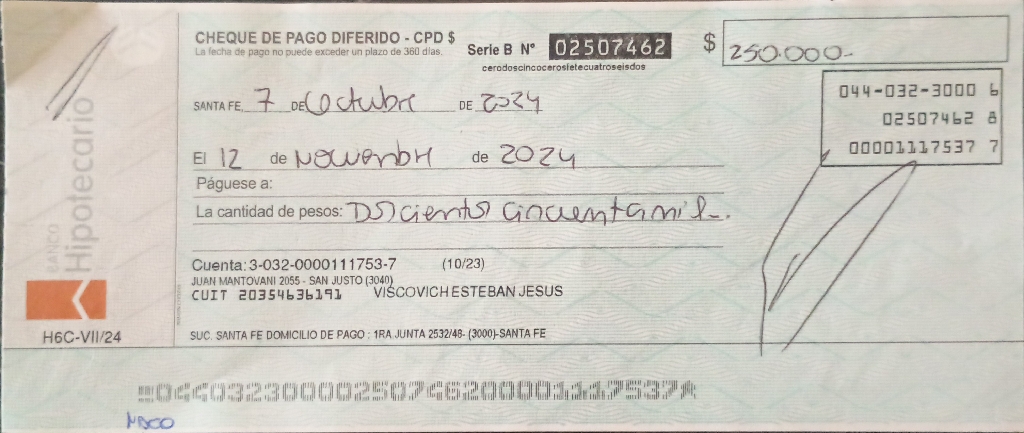 CHEQUE DE PAGO DIFERIDO - CPD $
La fecha de pago no puede exceder un plazo de 360 días.
Serie B Nº 02507462
cerodoscincocerosietecuatroseisdos
$ 250.000-
044-032-3000 6
02507462 8
00001117537 7
SANTA FE, 7 DE Octubre DE 2024
El 12 de Noviembre de 2024
Páguese a:
La cantidad de pesos: Doscientos cincuenta mil-.
Cuenta: 3-032-0000111753-7 (10/23)
JUAN MANTOVANI 2055 - SAN JUSTO (3040)
CUIT 20354636191 VISCOVICH ESTEBAN JESUS
SUC. SANTA FE DOMICILIO DE PAGO : 1RA.JUNTA 2532/48- (3000)-SANTA FE
BANCO
Hipotecario
H6C-VII/24
04403230000250746200001117537